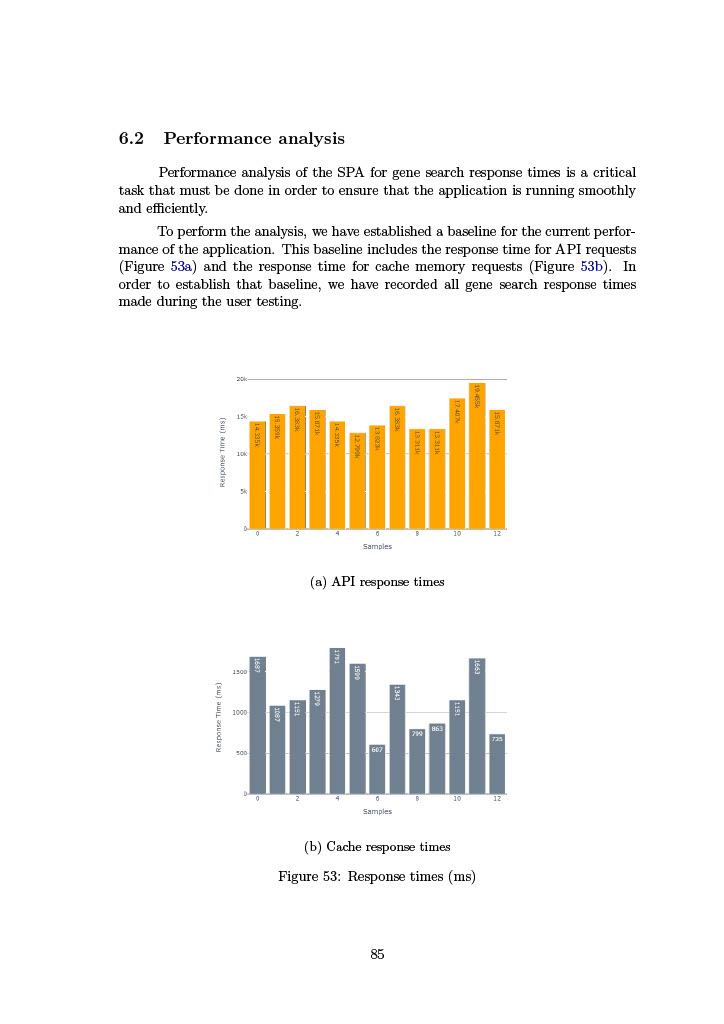 6.2 Performance analysis
Performance analysis of the SPA for gene search response times is a critical
task that must be done in order to ensure that the application is running smoothly
and efficiently.
To perform the analysis, we have established a baseline for the current perfor-
mance of the application. This baseline includes the response time for API requests
(Figure 53a) and the response time for cache memory requests (Figure 53b). In
order to establish that baseline, we have recorded all gene search response times
made during the user testing.
20k
15k
10k
5k
0
Response Time (ms)
14.335k 15.359k 16.383k 15.871k 14.335k 12.799k 16.383k 13.311k 13.311k 17.407k 15.871k
0 2 4 6 8 10 12
Samples
(a) API response times
1500
1000
500
0
Response Time (ms)
1687 1087 1151 1279 1791 1599 607 1343 799 863 1151 1663 735
0 2 4 6 8 10 12
Samples
(b) Cache response times
Figure 53: Response times (ms)
85